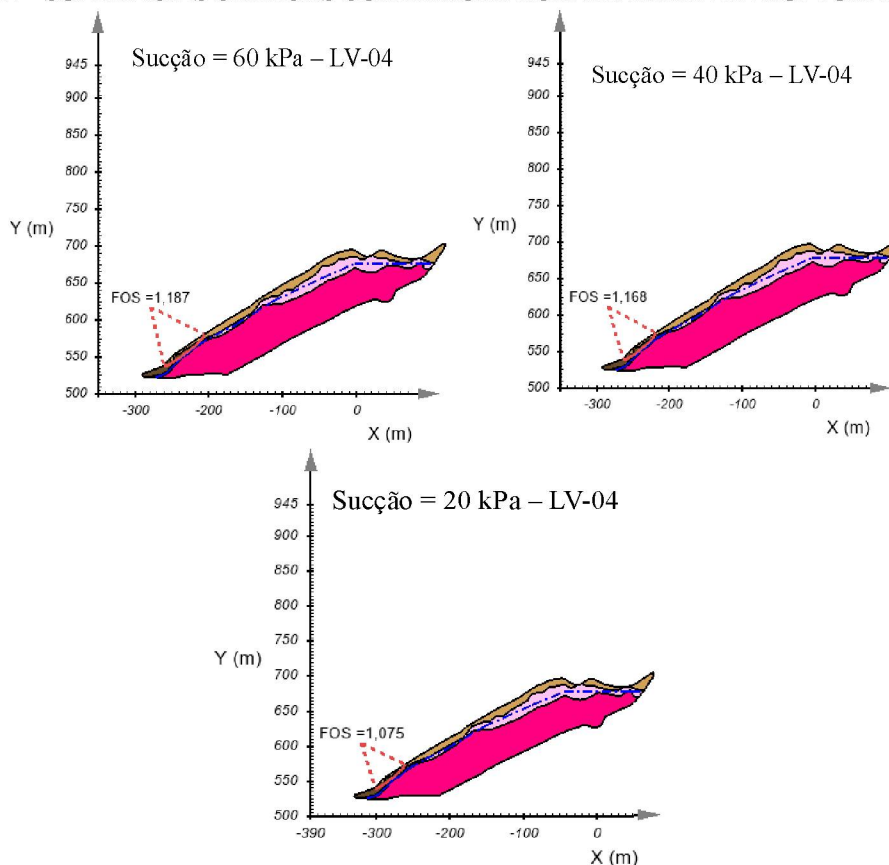 Sucção = 60 kPa – LV-04
945
900
850
800
750
Y (m)
700
650
FOS =1,187
600
550
500
-300 -200 -100 0
X (m)
Sucção = 40 kPa – LV-04
945
900
850
800
750
Y (m)
700
650
FOS =1,168
600
550
500
-300 -200 -100 0
X (m)
Sucção = 20 kPa – LV-04
945
900
850
800
750
Y (m)
700
650
FOS =1,075
600
550
500
-390 -300 -200 -100 0
X (m)